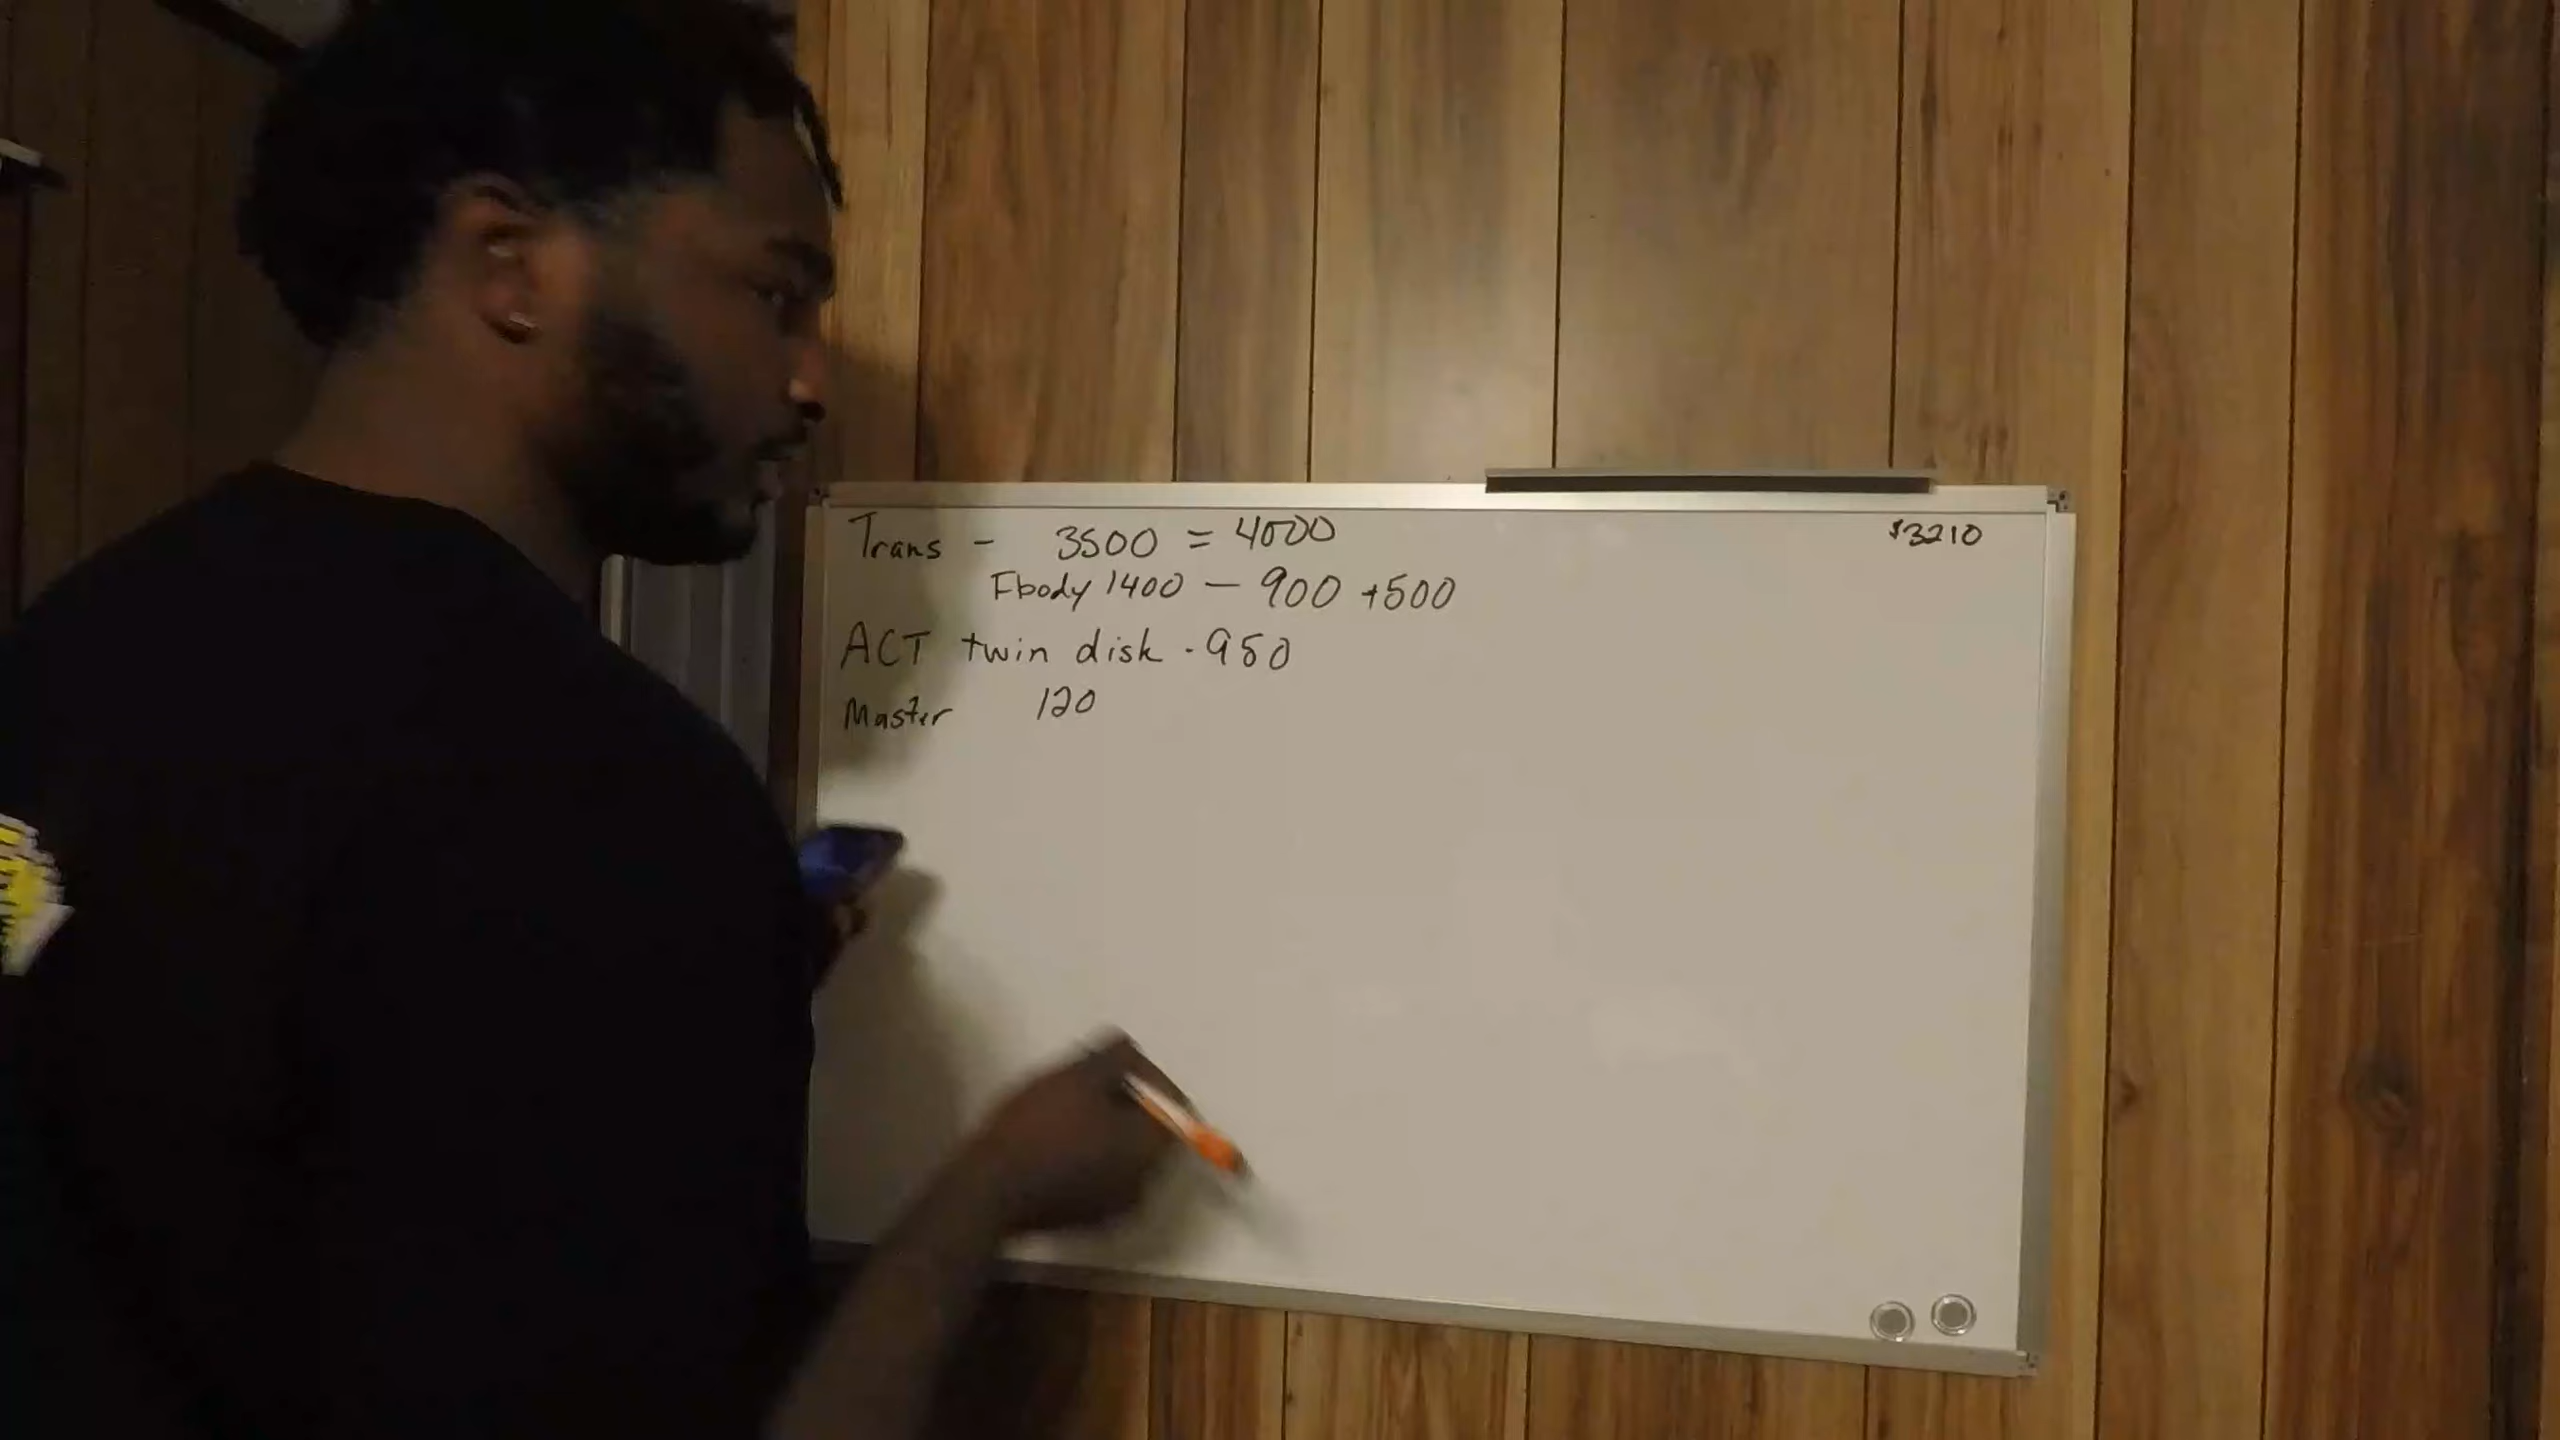 Trans - 3500 = 4000 $3210
Fbody 1400 - 900 +500
ACT twin disk - 950
Master 120